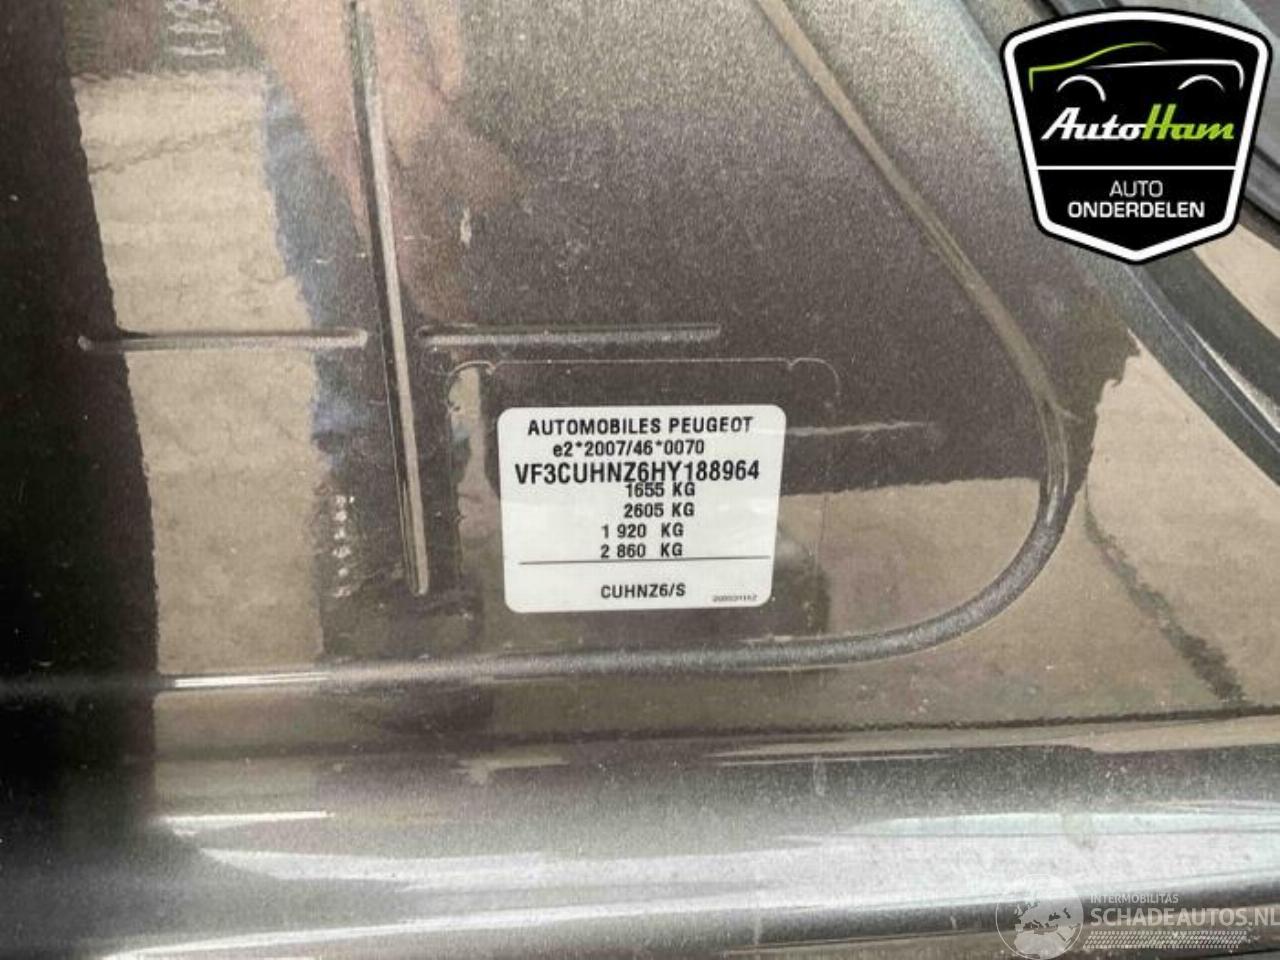 AutoHam
AUTO
ONDERDELEN
AUTOMOBILES PEUGEOT
e2*2007/46*0070
VF3CUHNZ6HY188964
1655 KG
2605 KG
1 920 KG
2 860 KG
CUHNZ6/S
INTERMOBILITAS
SCHADEAUTOS.NL